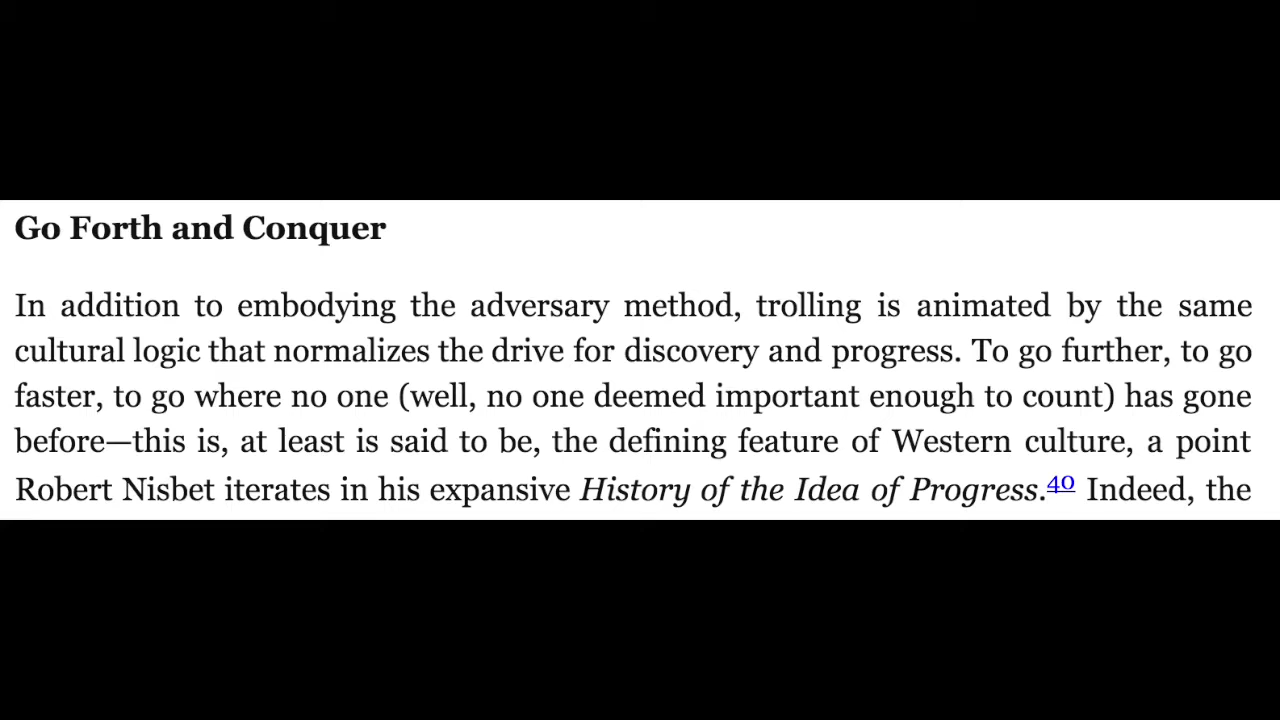 Go Forth and Conquer
In addition to embodying the adversary method, trolling is animated by the same
cultural logic that normalizes the drive for discovery and progress. To go further, to go
faster, to go where no one (well, no one deemed important enough to count) has gone
before—this is, at least is said to be, the defining feature of Western culture, a point
Robert Nisbet iterates in his expansive History of the Idea of Progress.40 Indeed, the